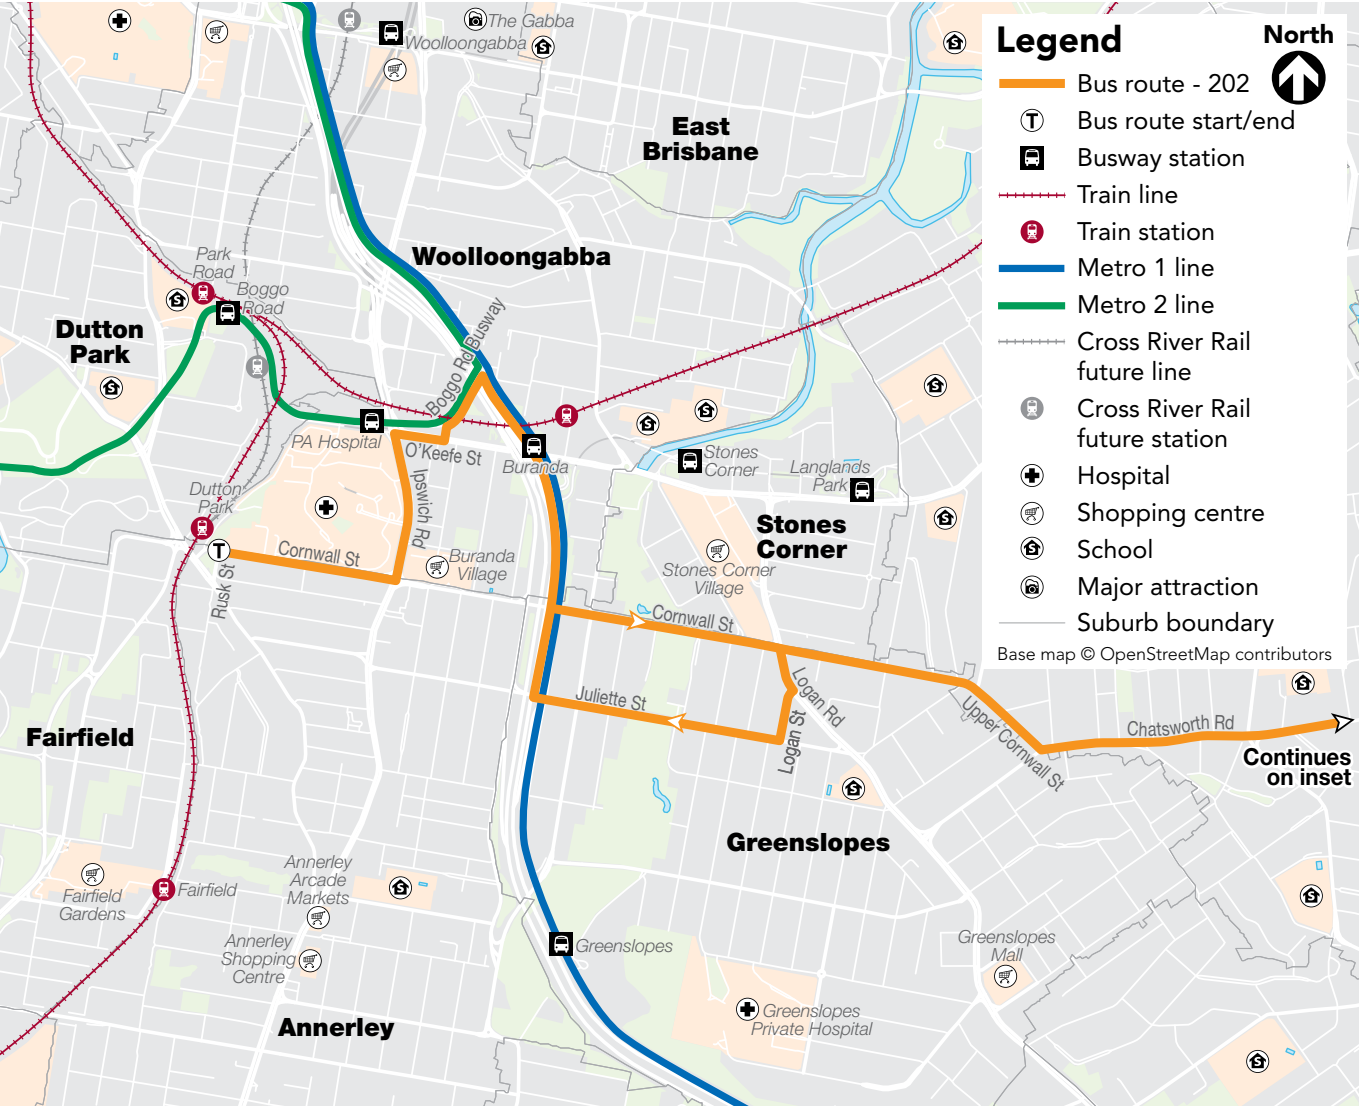 The Gabba
Woolloongabba
East
Brisbane
Woolloongabba
Park
Road
Boggo
Road
Dutton
Park
Boggo Rd Busway
PA Hospital
O'Keefe St
Buranda
Stones
Corner
Langlands
Park
Ipswich Rd
Dutton
Park
T
Cornwall St
Buranda
Village
Stones
Corner
Stones Corner
Village
Rusk St
Cornwall St
Juliette St
Logan Rd
Logan St
Upper Cornwall St
Chatsworth Rd
Continues
on inset
Fairfield
Greenslopes
Annerley
Arcade
Markets
Fairfield
Gardens
Fairfield
Annerley
Shopping
Centre
Greenslopes
Greenslopes
Mall
Greenslopes
Private Hospital
Annerley
Legend
North
Bus route - 202
T
Bus route start/end
Busway station
Train line
Train station
Metro 1 line
Metro 2 line
Cross River Rail
future line
Cross River Rail
future station
Hospital
Shopping centre
School
Major attraction
Suburb boundary
Base map © OpenStreetMap contributors